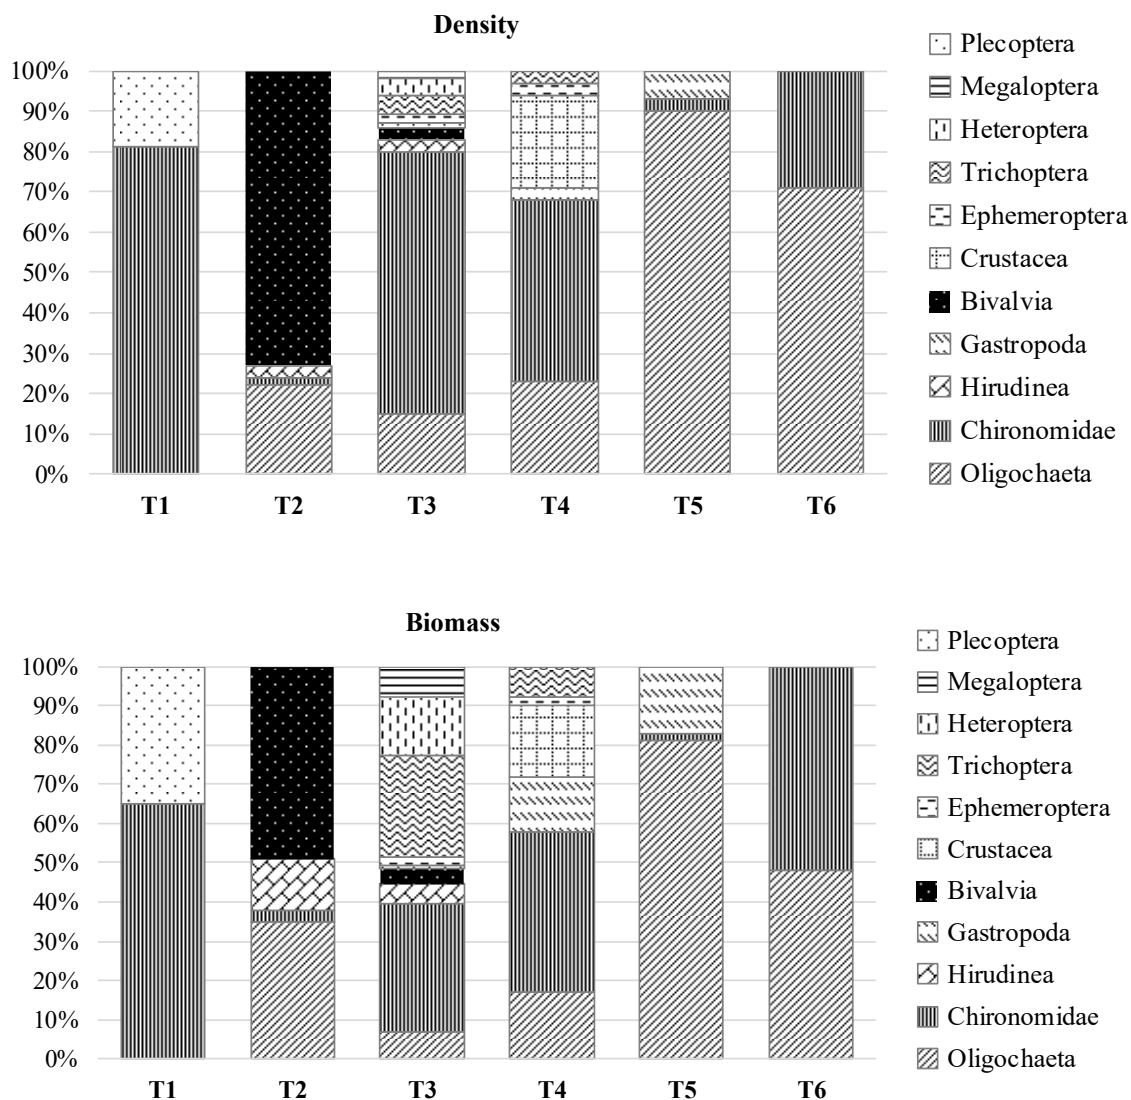 Density
100%
90%
80%
70%
60%
50%
40%
30%
20%
10%
0%
T1 T2 T3 T4 T5 T6
Plecoptera
Megaloptera
Heteroptera
Trichoptera
Ephemeroptera
Crustacea
Bivalvia
Gastropoda
Hirudinea
Chironomidae
Oligochaeta
Biomass
100%
90%
80%
70%
60%
50%
40%
30%
20%
10%
0%
T1 T2 T3 T4 T5 T6
Plecoptera
Megaloptera
Heteroptera
Trichoptera
Ephemeroptera
Crustacea
Bivalvia
Gastropoda
Hirudinea
Chironomidae
Oligochaeta